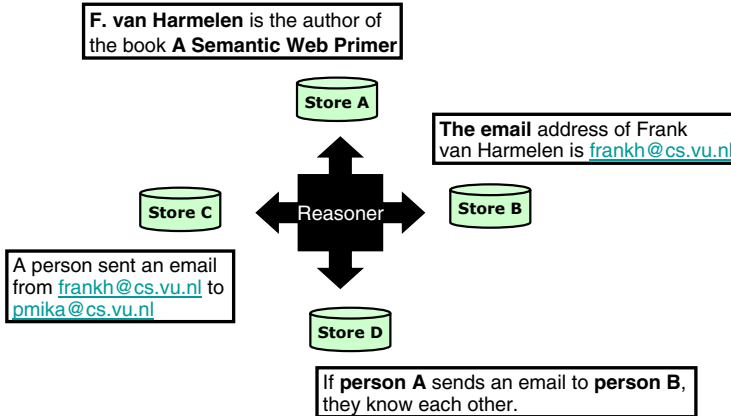 F. van Harmelen is the author of
the book A Semantic Web Primer
Store A
The email address of Frank
van Harmelen is frankh@cs.vu.nl
Store C
Reasoner
Store B
A person sent an email
from frankh@cs.vu.nl to
pmika@cs.vu.nl
Store D
If person A sends an email to person B,
they know each other.